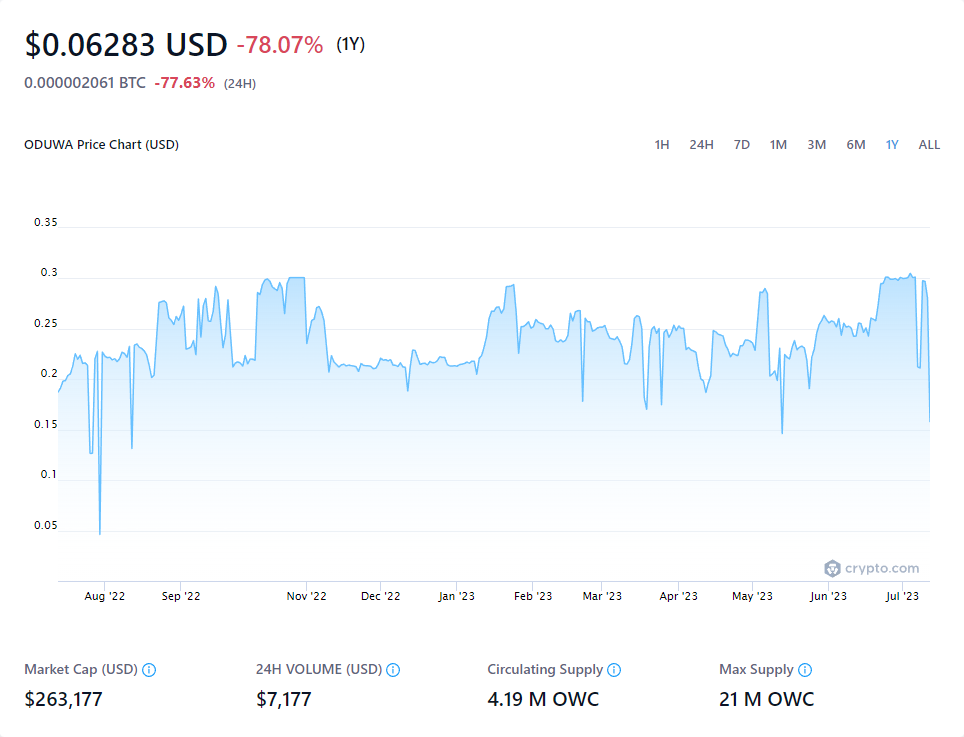 $0.06283 USD -78.07% (1Y)
0.000002061 BTC -77.63% (24H)
ODUWA Price Chart (USD) 1H 24H 7D 1M 3M 6M 1Y ALL
0.35
0.3
0.25
0.2
0.15
0.1
0.05
crypto.com
Aug '22 Sep '22 Nov '22 Dec '22 Jan '23 Feb '23 Mar '23 Apr '23 May '23 Jun '23 Jul '23
Market Cap (USD) 24H VOLUME (USD) Circulating Supply Max Supply
$263,177 $7,177 4.19 M OWC 21 M OWC